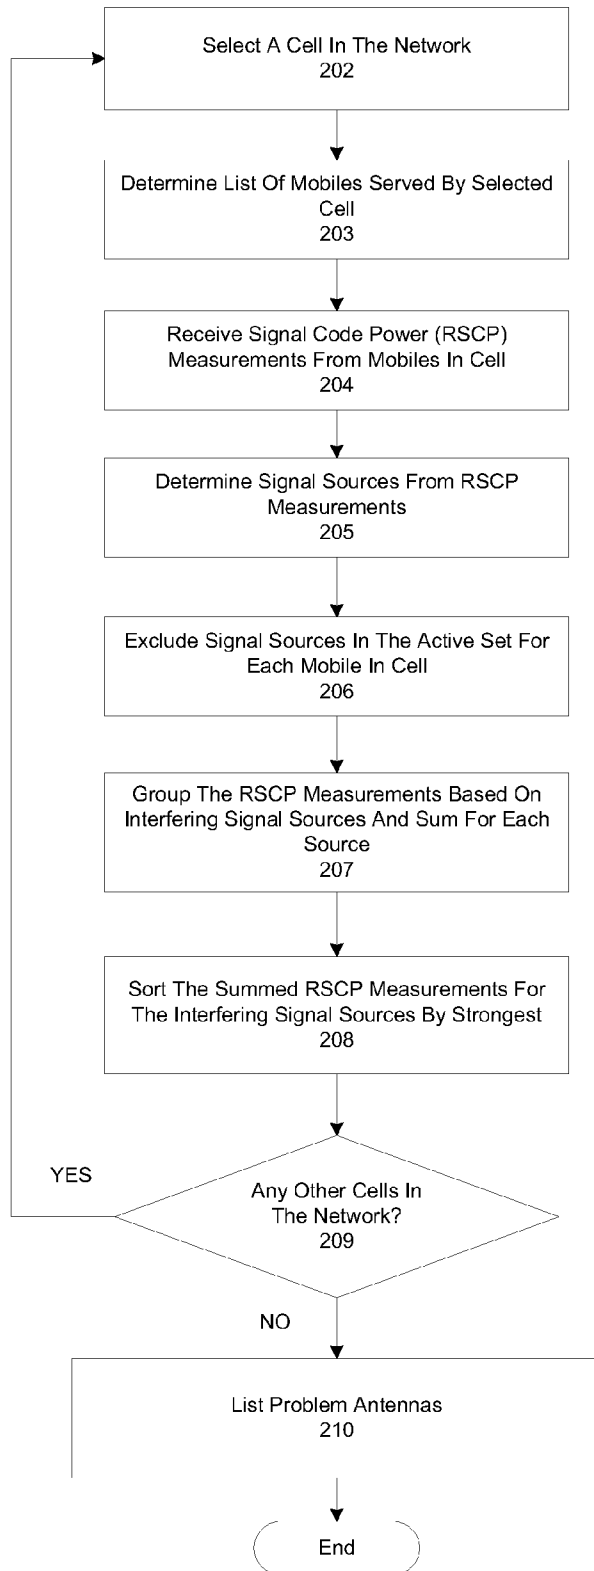 Select A Cell In The Network
202
Determine List Of Mobiles Served By Selected
Cell
203
Receive Signal Code Power (RSCP)
Measurements From Mobiles In Cell
204
Determine Signal Sources From RSCP
Measurements
205
Exclude Signal Sources In The Active Set For
Each Mobile In Cell
206
Group The RSCP Measurements Based On
Interfering Signal Sources And Sum For Each
Source
207
Sort The Summed RSCP Measurements For
The Interfering Signal Sources By Strongest
208
YES
Any Other Cells In
The Network?
209
NO
List Problem Antennas
210
End